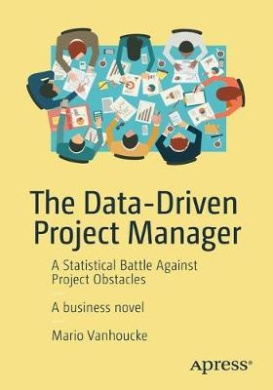 The Data-Driven
Project Manager
A Statistical Battle Against
Project Obstacles
A business novel
Mario Vanhoucke
Apress®